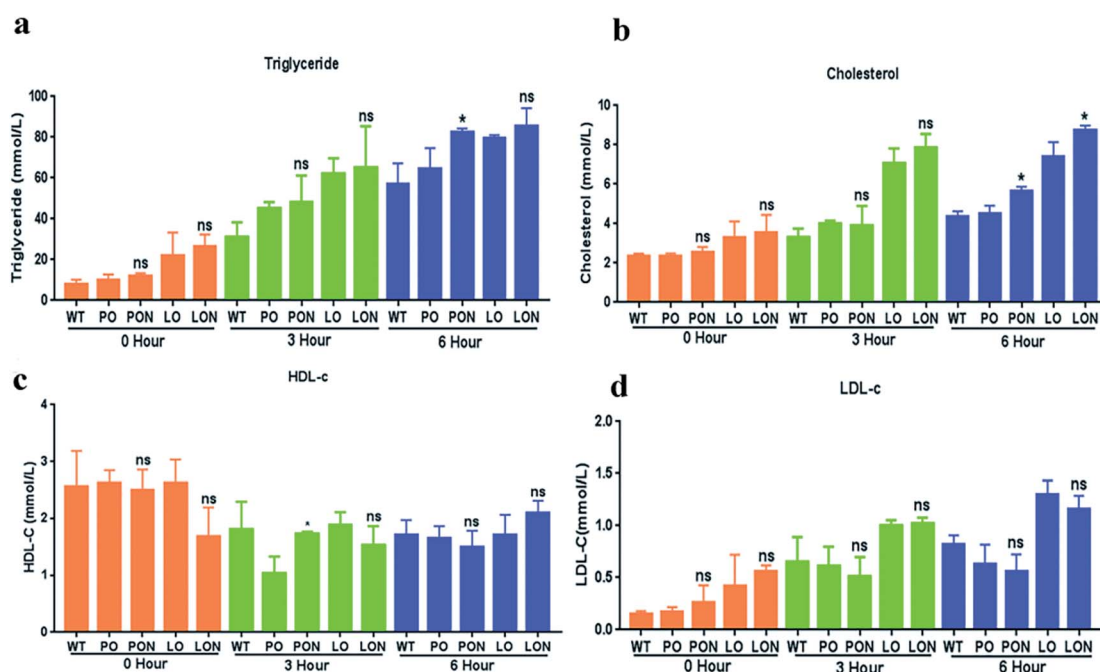 a
Triglyceride
Triglyceride (mmol/L)
100
80
60
40
20
0
ns
ns
ns
*
ns
WT PO PON LO LON WT PO PON LO LON WT PO PON LO LON
0 Hour 3 Hour 6 Hour
b
Cholesterol
Cholesterol (mmol/L)
10
8
6
4
2
0
ns
ns
ns
ns
*
*
WT PO PON LO LON WT PO PON LO LON WT PO PON LO LON
0 Hour 3 Hour 6 Hour
c
HDL-c
HDL-C (mmol/L)
4
3
2
1
0
ns
ns
*
ns
ns
ns
WT PO PON LO LON WT PO PON LO LON WT PO PON LO LON
0 Hour 3 Hour 6 Hour
d
LDL-c
LDL-C(mmol/L)
2.0
1.5
1.0
0.5
0.0
ns
ns
ns
ns
ns
ns
WT PO PON LO LON WT PO PON LO LON WT PO PON LO LON
0 Hour 3 Hour 6 Hour